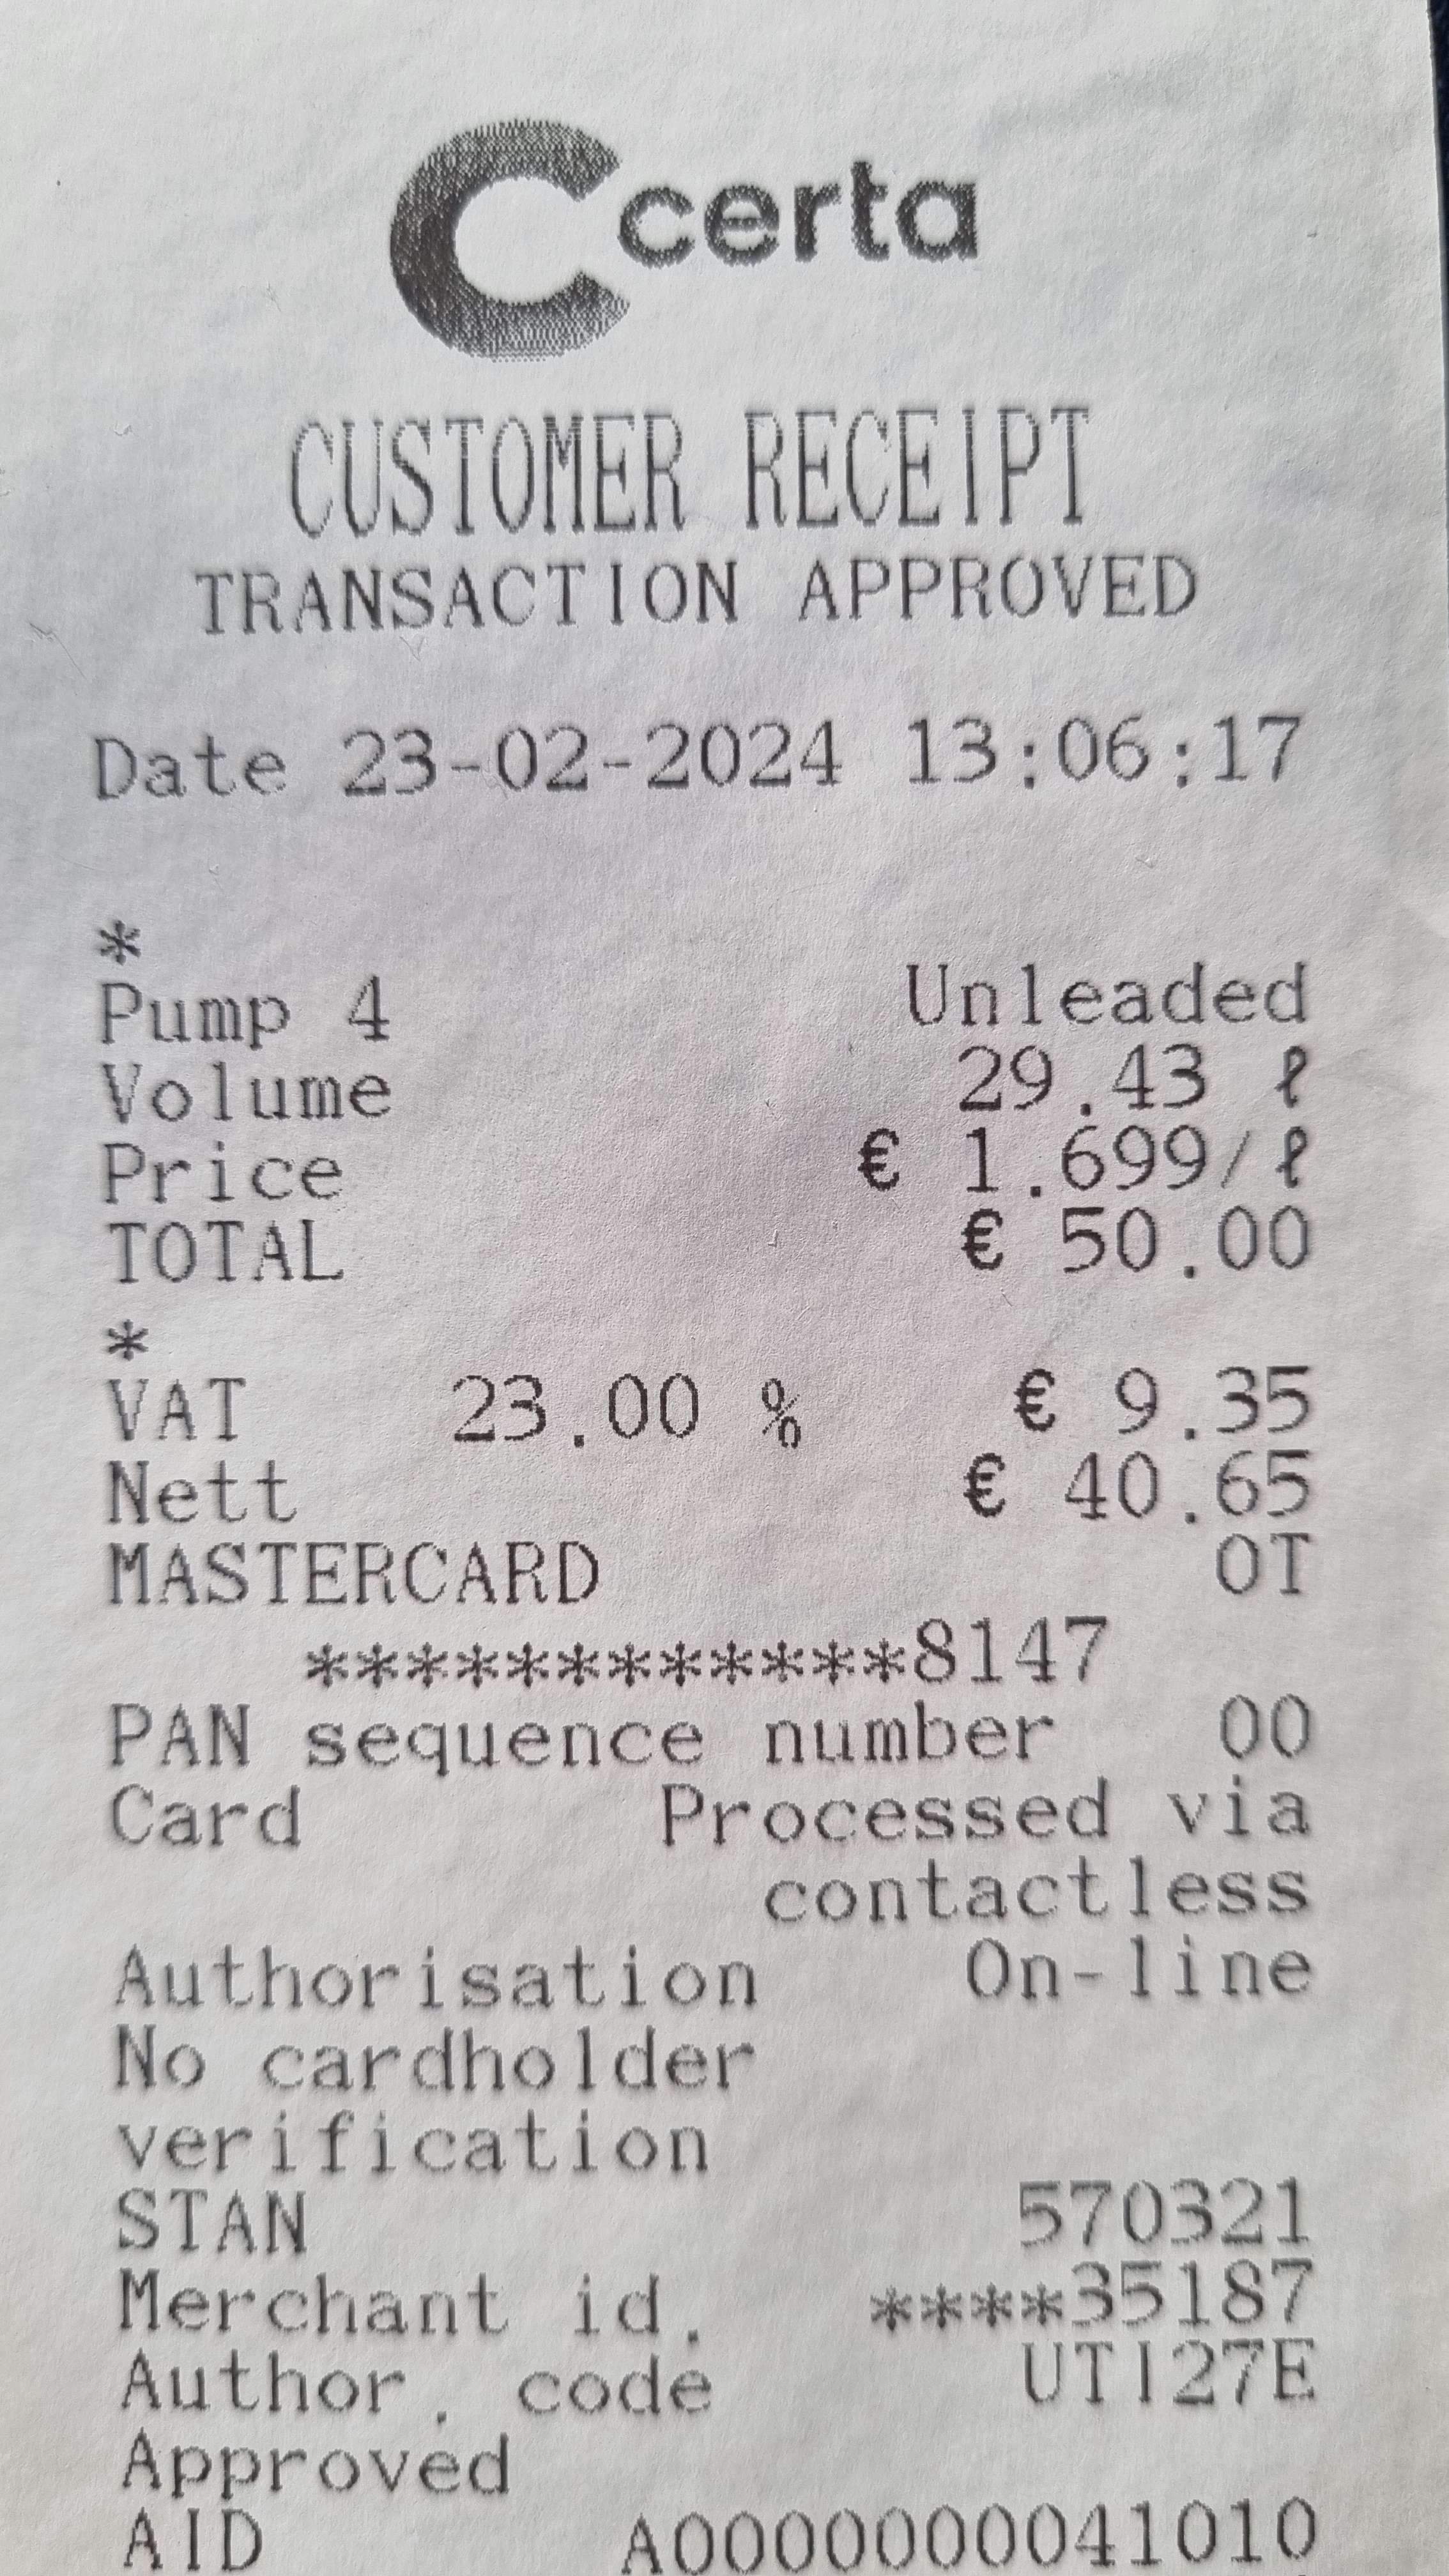 certa
CUSTOMER RECEIPT
TRANSACTION APPROVED
Date 23-02-2024 13:06:17
*
Pump 4 Unleaded
Volume 29.43 ℓ
Price € 1.699/ℓ
TOTAL € 50.00
*
VAT 23.00 % € 9.35
Nett € 40.65
MASTERCARD OT
************8147
PAN sequence number 00
Card Processed via
contactless
Authorisation On-line
No cardholder
verification
STAN 570321
Merchant id. ****35187
Author. code UTI27E
Approved
AID A0000000041010